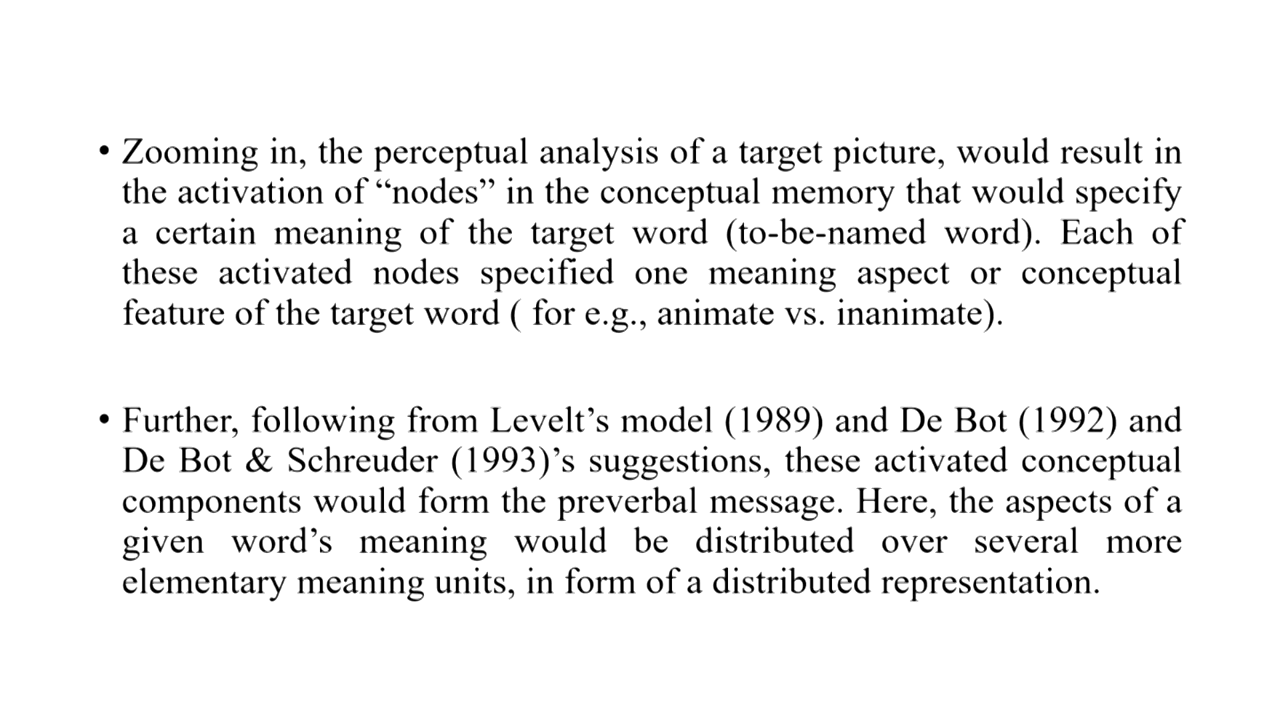 • Zooming in, the perceptual analysis of a target picture, would result in
the activation of “nodes” in the conceptual memory that would specify
a certain meaning of the target word (to-be-named word). Each of
these activated nodes specified one meaning aspect or conceptual
feature of the target word ( for e.g., animate vs. inanimate).
• Further, following from Levelt’s model (1989) and De Bot (1992) and
De Bot & Schreuder (1993)’s suggestions, these activated conceptual
components would form the preverbal message. Here, the aspects of a
given word’s meaning would be distributed over several more
elementary meaning units, in form of a distributed representation.